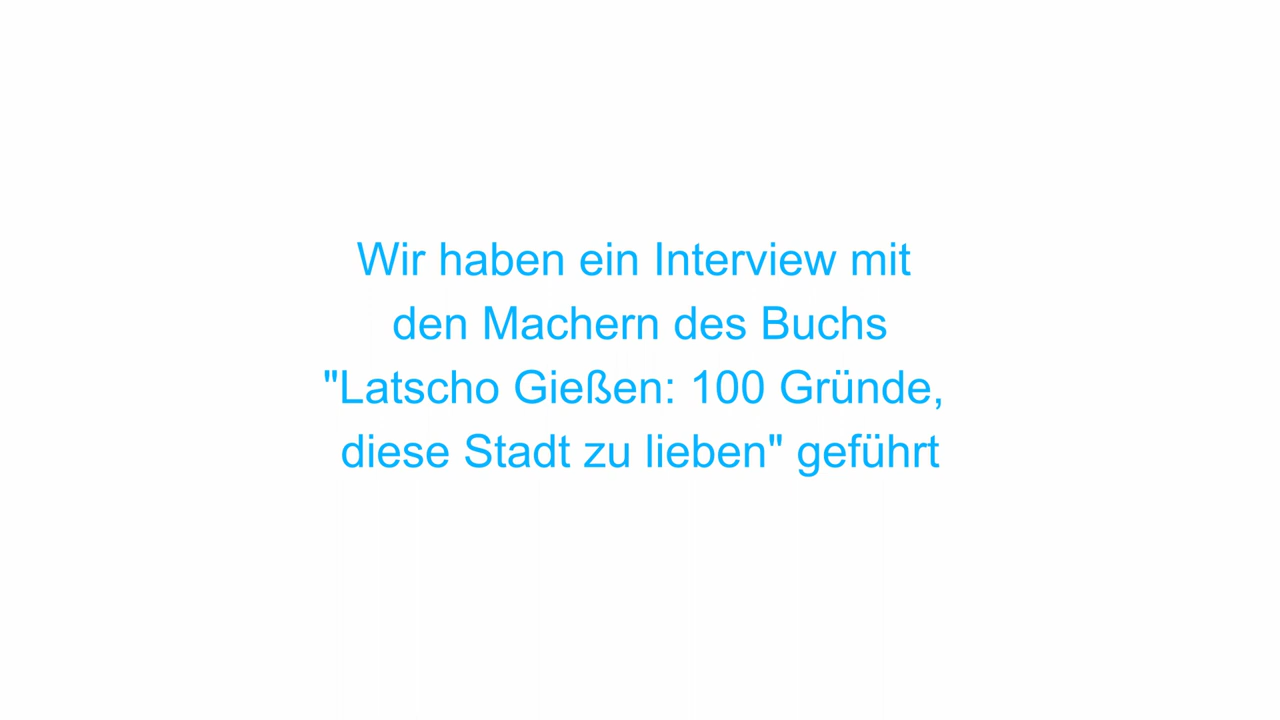 Wir haben ein Interview mit
den Machern des Buchs
"Latscho Gießen: 100 Gründe,
diese Stadt zu lieben" geführt